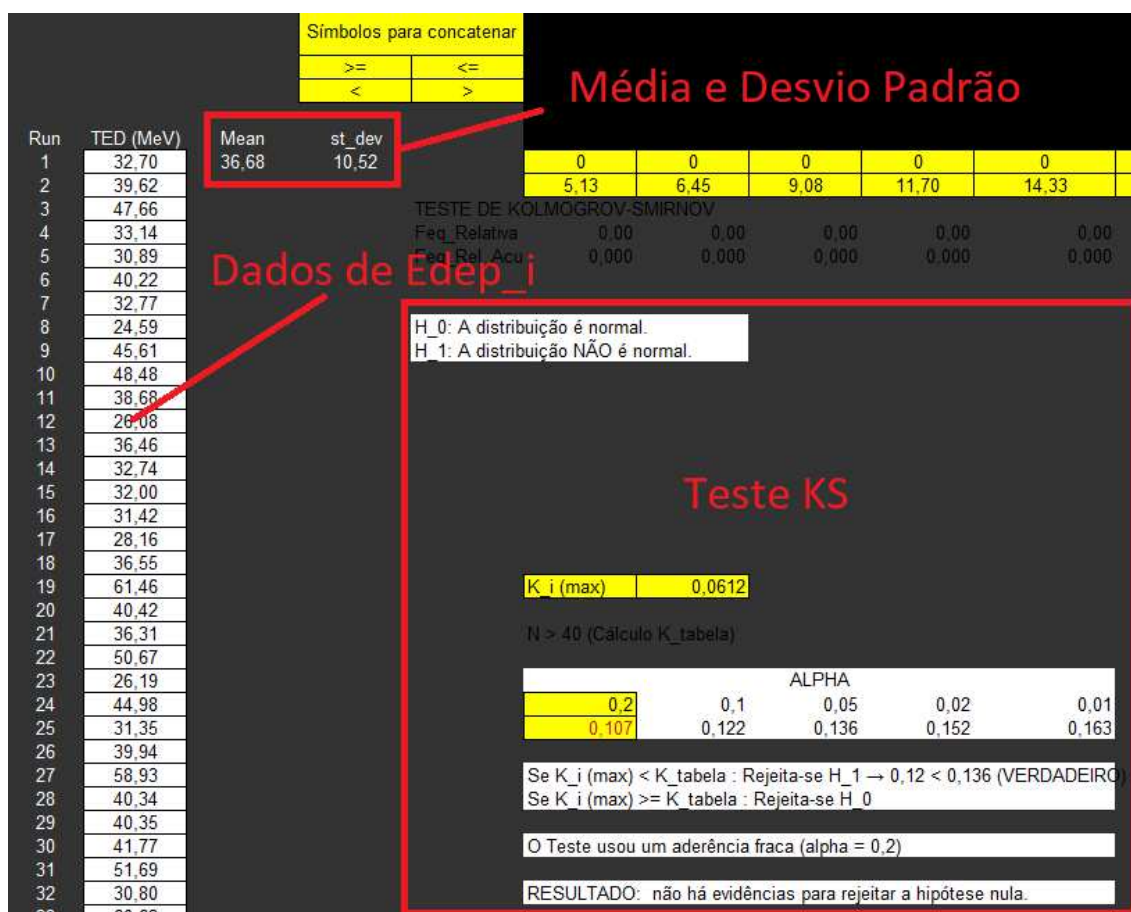 Símbolos para concatenar
>= <=
< >
Média e Desvio Padrão
Run TED (MeV) Mean st_dev
1 32,70 36,68 10,52 0 0 0 0 0
2 39,62 5,13 6,45 9,08 11,70 14,33
3 47,66 TESTE DE KOLMOGROV-SMIRNOV
4 33,14 Feq_Relativa 0,00 0,00 0,00 0,00 0,00
5 30,89 Feq_Rel_Acu 0,000 0,000 0,000 0,000 0,000
Dados de Edep_i
6 40,22
7 32,77
8 24,59 H_0: A distribuição é normal.
9 45,61 H_1: A distribuição NÃO é normal.
10 48,48
11 38,68
12 26,08
13 36,46
14 32,74
15 32,00
Teste KS
16 31,42
17 28,16
18 36,55
19 61,46 K_i (max) 0,0612
20 40,42
21 36,31 N > 40 (Cálculo K_tabela)
22 50,67
23 26,19 ALPHA
24 44,98 0,2 0,1 0,05 0,02 0,01
25 31,35 0,107 0,122 0,136 0,152 0,163
26 39,94
27 58,93 Se K_i (max) < K_tabela : Rejeita-se H_1 → 0,12 < 0,136 (VERDADEIRO)
28 40,34 Se K_i (max) >= K_tabela : Rejeita-se H_0
29 40,35
30 41,77 O Teste usou um aderência fraca (alpha = 0,2)
31 51,69
32 30,80 RESULTADO: não há evidências para rejeitar a hipótese nula.